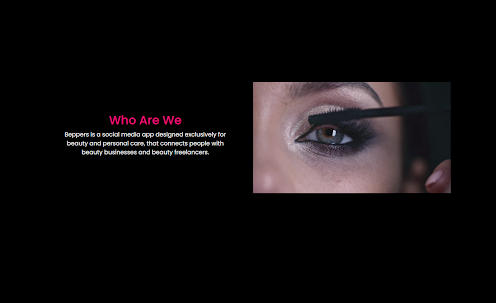 Who Are We
Beppers is a social media app designed exclusively for
beauty and personal care, that connects people with
beauty businesses and beauty freelancers.